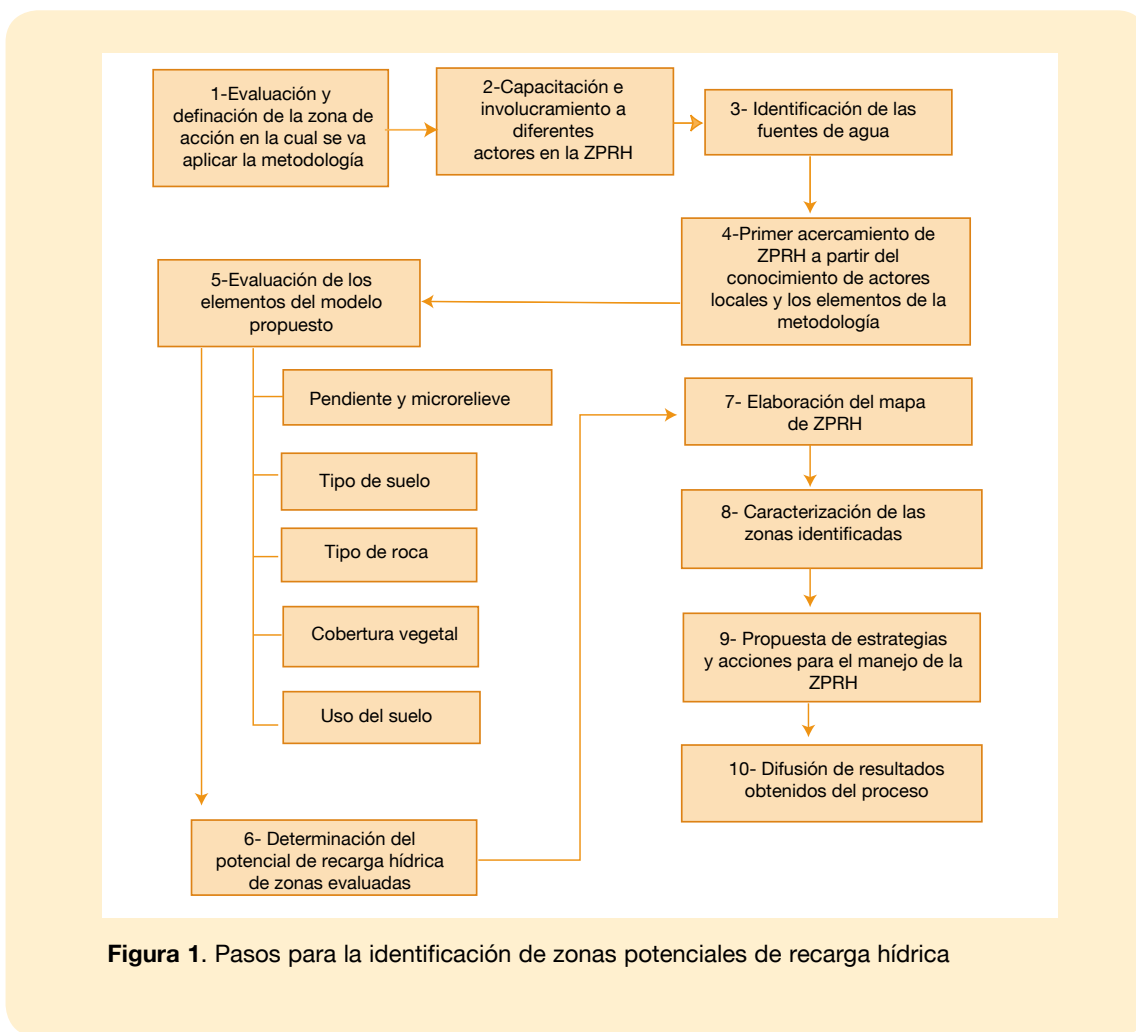 1-Evaluación y
definación de la zona de
acción en la cual se va
aplicar la metodología
2-Capacitación e
involucramiento a
diferentes
actores en la ZPRH
3- Identificación de las
fuentes de agua
4-Primer acercamiento de
ZPRH a partir del
conocimiento de actores
locales y los elementos de la
metodología
5-Evaluación de los
elementos del modelo
propuesto
Pendiente y microrelieve
Tipo de suelo
Tipo de roca
Cobertura vegetal
Uso del suelo
6- Determinación del
potencial de recarga hídrica
de zonas evaluadas
7- Elaboración del mapa
de ZPRH
8- Caracterización de las
zonas identificadas
9- Propuesta de estrategias
y acciones para el manejo de la
ZPRH
10- Difusión de resultados
obtenidos del proceso
Figura 1. Pasos para la identificación de zonas potenciales de recarga hídrica